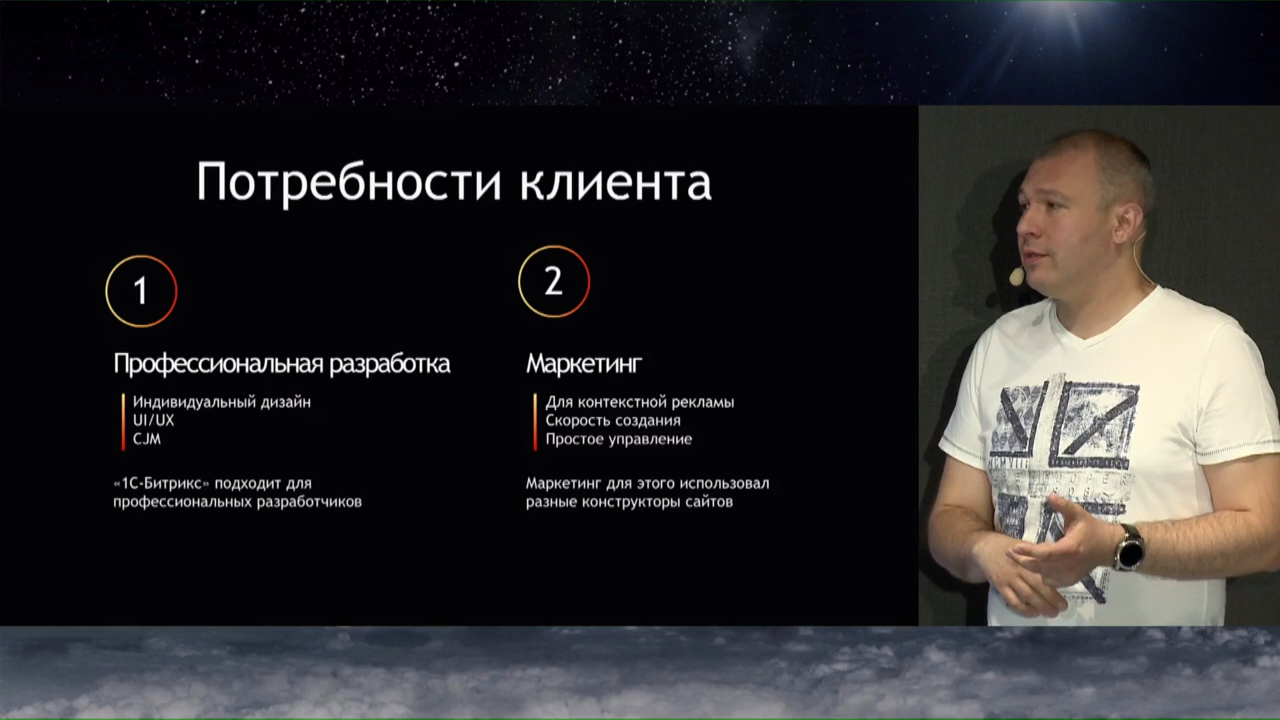 Потребности клиента
1
Профессиональная разработка
Индивидуальный дизайн
UI/UX
CJM
«1С-Битрикс» подходит для
профессиональных разработчиков
2
Маркетинг
Для контекстной рекламы
Скорость создания
Простое управление
Маркетинг для этого использовал
разные конструкторы сайтов